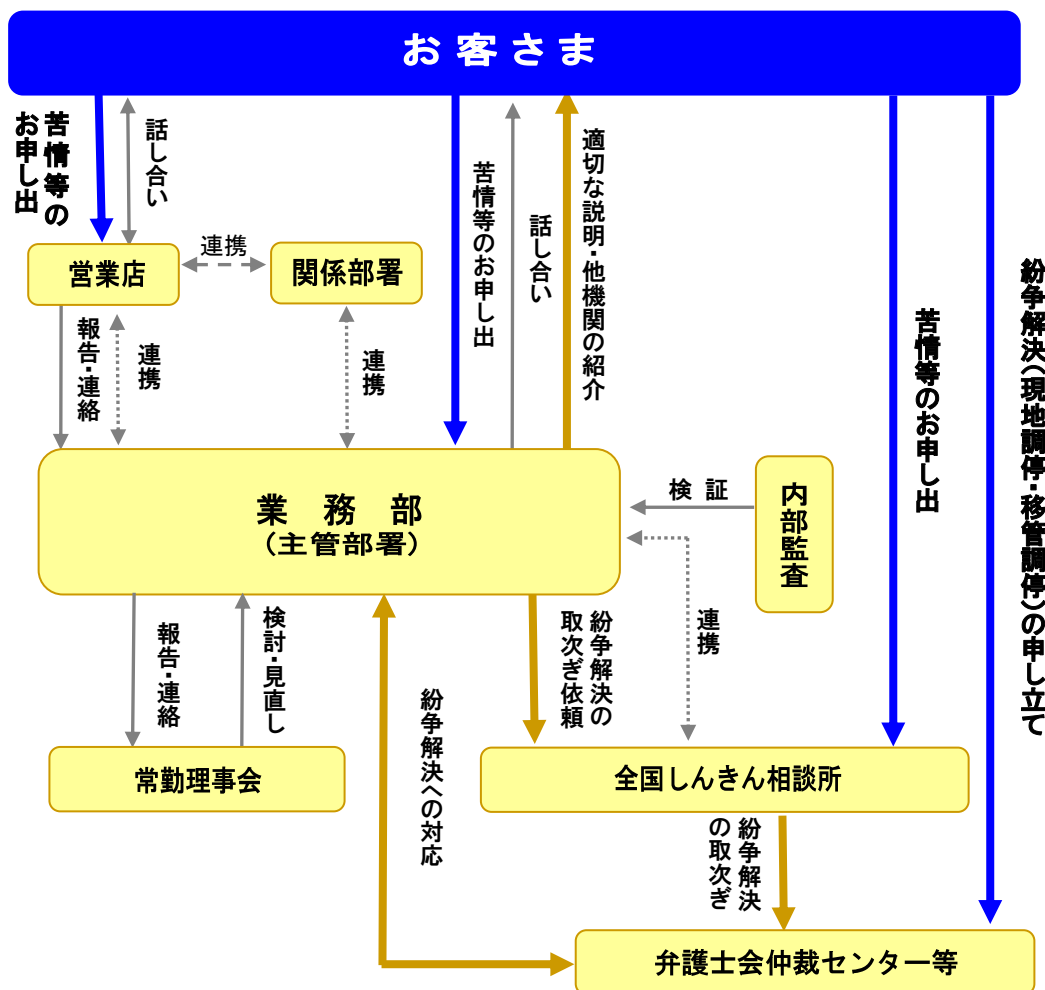 お客さま
苦情等の
お申し出
話し合い
苦情等のお申し出
話し合い
適切な説明・他機関の紹介
苦情等のお申し出
紛争解決(現地調停・移管調停)の申し立て
営業店
連携
関係部署
報告・連絡
連携
連携
業務部
(主管部署)
検証
内部監査
報告・連絡
検討・見直し
紛争解決への対応
紛争解決の
取次ぎ依頼
連携
常勤理事会
全国しんきん相談所
紛争解決
の取次ぎ
弁護士会仲裁センター等